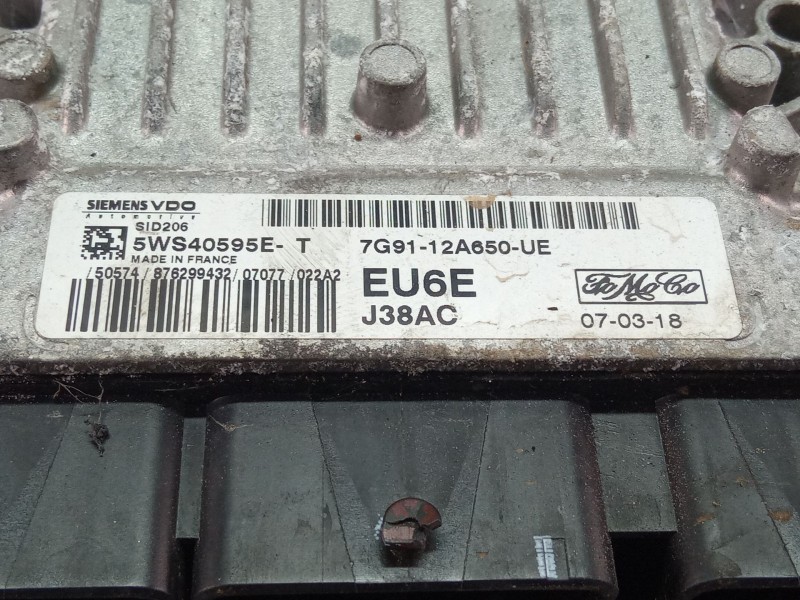 SIEMENS VDO
Automotive
SID206
5WS40595E- T
MADE IN FRANCE
/50574 / 876299432/ 07077 /022A2
7G91-12A650-UE
EU6E
J38AC
FoMoCo
07-03-18